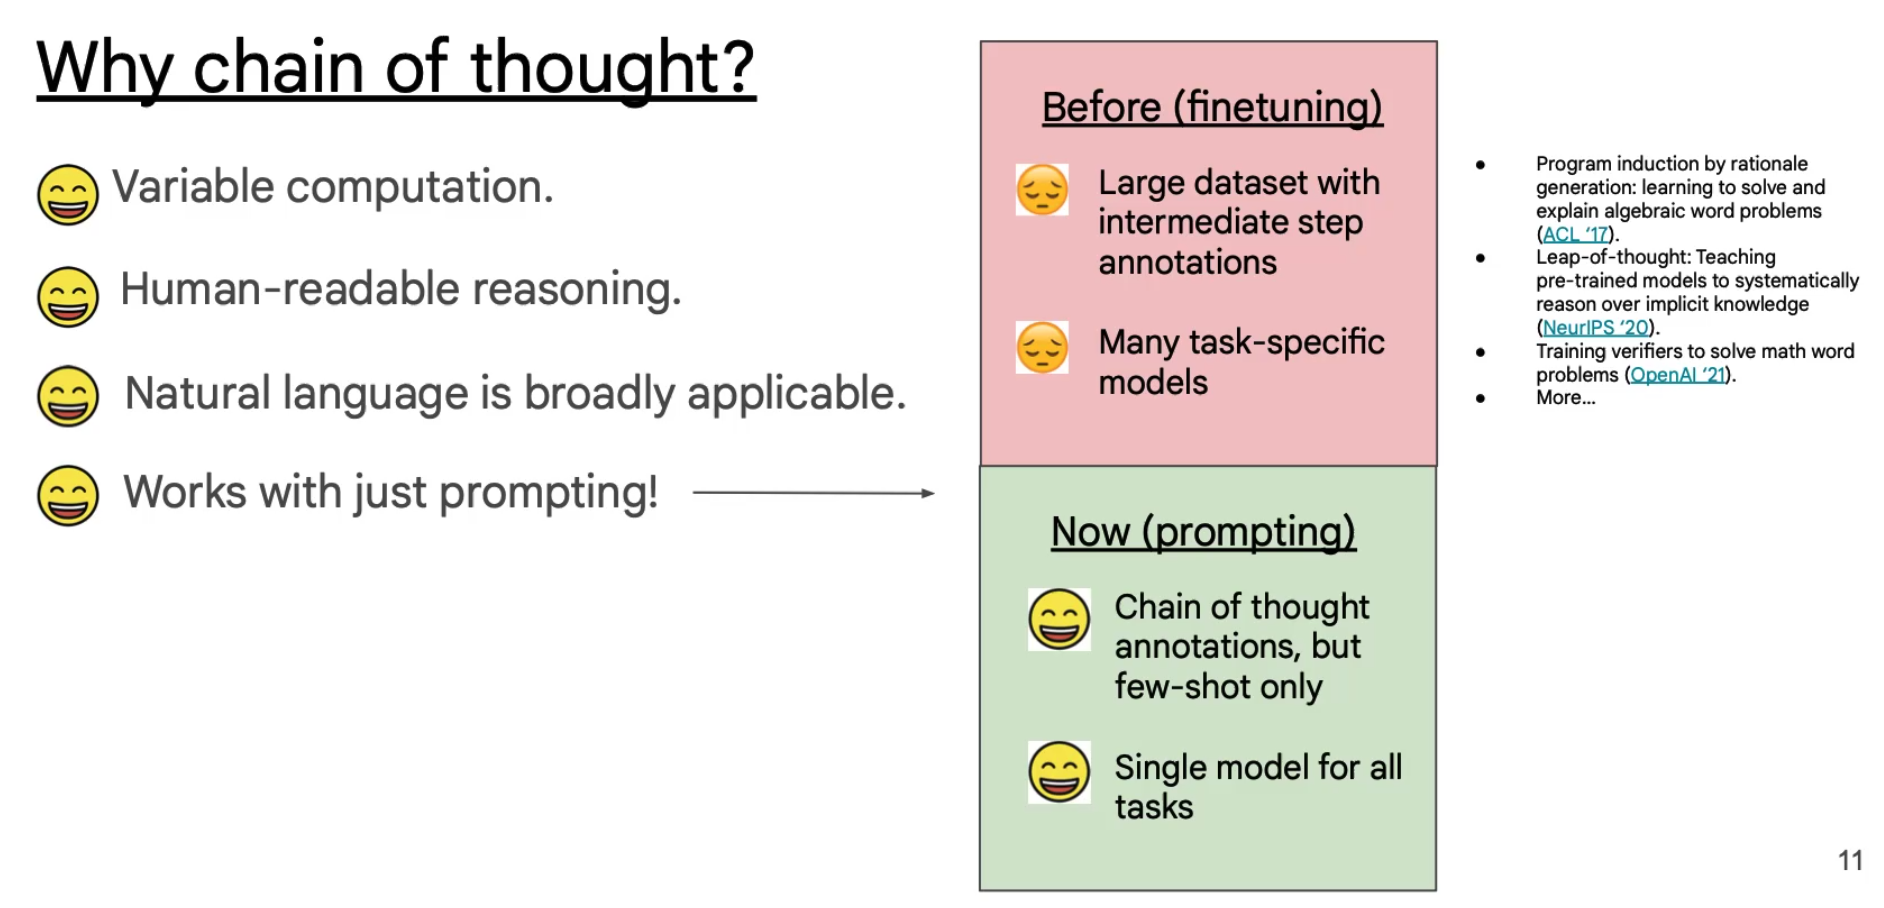 Why chain of thought?
Variable computation.
Human-readable reasoning.
Natural language is broadly applicable.
Works with just prompting!
Before (finetuning)
Large dataset with
intermediate step
annotations
Many task-specific
models
Now (prompting)
Chain of thought
annotations, but
few-shot only
Single model for all
tasks
● Program induction by rationale
generation: learning to solve and
explain algebraic word problems
(ACL ‘17).
● Leap-of-thought: Teaching
pre-trained models to systematically
reason over implicit knowledge
(NeurIPS ‘20).
● Training verifiers to solve math word
problems (OpenAI ‘21).
● More...
11